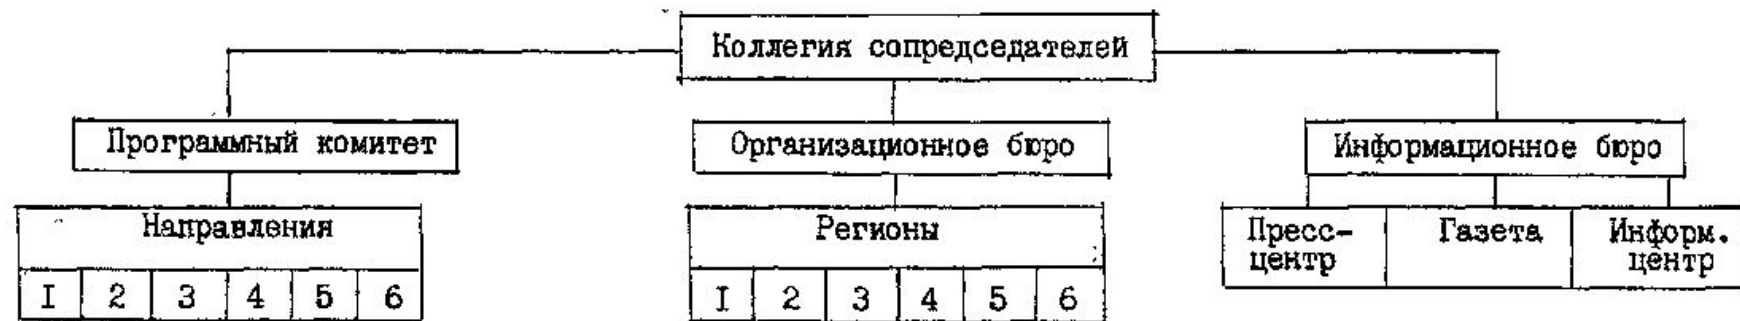 Коллегия сопредседателей
Программный комитет
Организационное бюро
Информационное бюро
Направления
I 2 3 4 5 6
Регионы
I 2 3 4 5 6
Пресс-
центр
Газета
Информ.
центр